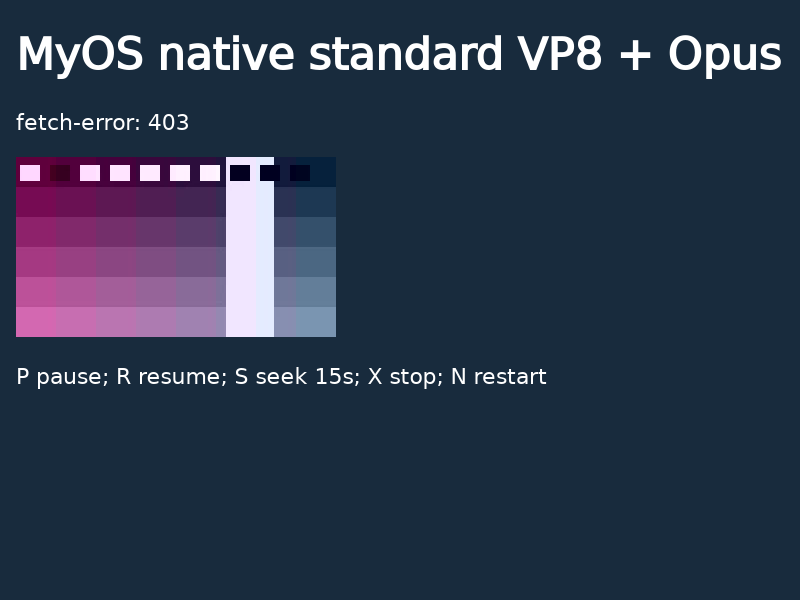 MyOS native standard VP8 + Opus
fetch-error: 403
P pause; R resume; S seek 15s; X stop; N restart